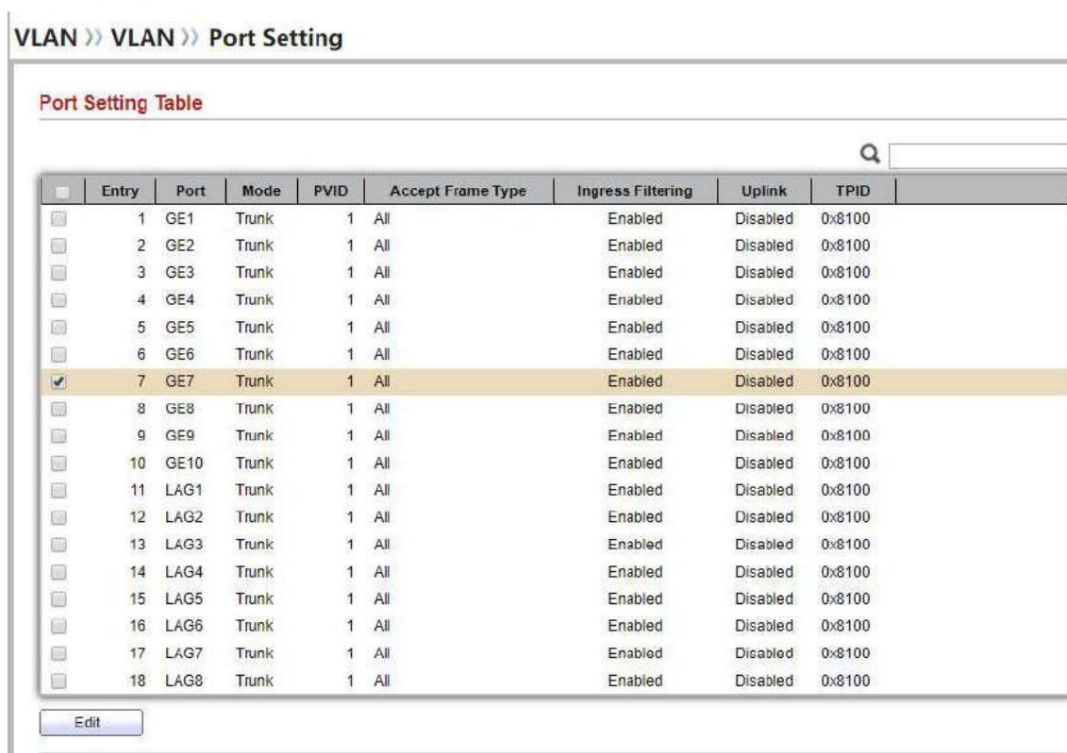 VLAN >> VLAN >> Port Setting
Port Setting Table
Entry Port Mode PVID Accept Frame Type Ingress Filtering Uplink TPID
1 GE1 Trunk 1 All Enabled Disabled 0x8100
2 GE2 Trunk 1 All Enabled Disabled 0x8100
3 GE3 Trunk 1 All Enabled Disabled 0x8100
4 GE4 Trunk 1 All Enabled Disabled 0x8100
5 GE5 Trunk 1 All Enabled Disabled 0x8100
6 GE6 Trunk 1 All Enabled Disabled 0x8100
7 GE7 Trunk 1 All Enabled Disabled 0x8100
8 GE8 Trunk 1 All Enabled Disabled 0x8100
9 GE9 Trunk 1 All Enabled Disabled 0x8100
10 GE10 Trunk 1 All Enabled Disabled 0x8100
11 LAG1 Trunk 1 All Enabled Disabled 0x8100
12 LAG2 Trunk 1 All Enabled Disabled 0x8100
13 LAG3 Trunk 1 All Enabled Disabled 0x8100
14 LAG4 Trunk 1 All Enabled Disabled 0x8100
15 LAG5 Trunk 1 All Enabled Disabled 0x8100
16 LAG6 Trunk 1 All Enabled Disabled 0x8100
17 LAG7 Trunk 1 All Enabled Disabled 0x8100
18 LAG8 Trunk 1 All Enabled Disabled 0x8100
Edit